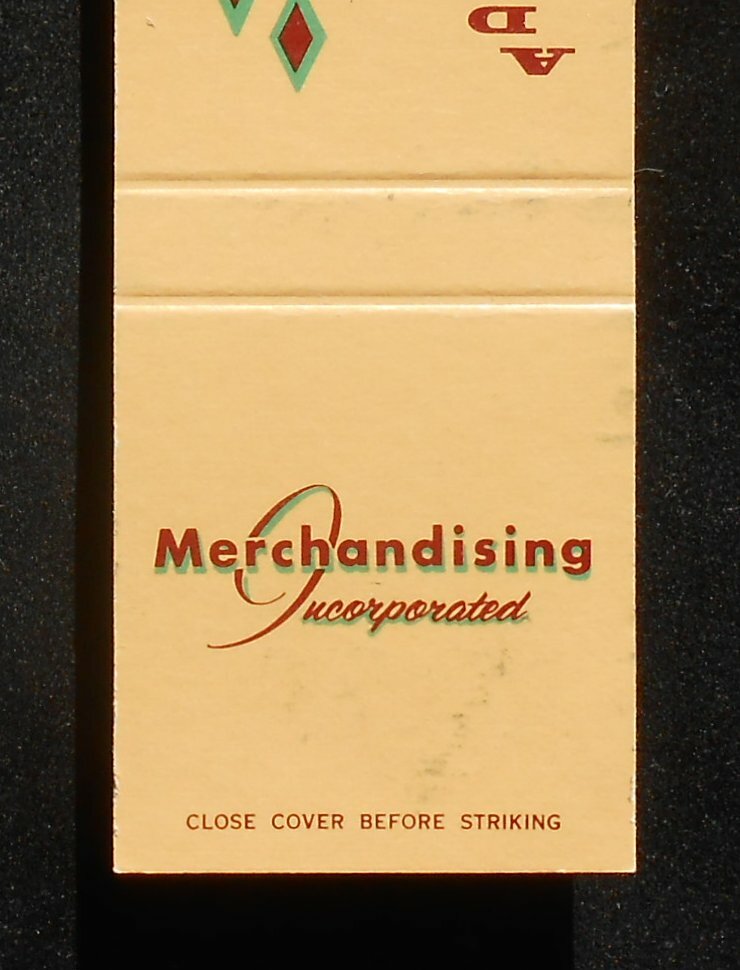 A
D
Merchandising
Incorporated
CLOSE COVER BEFORE STRIKING